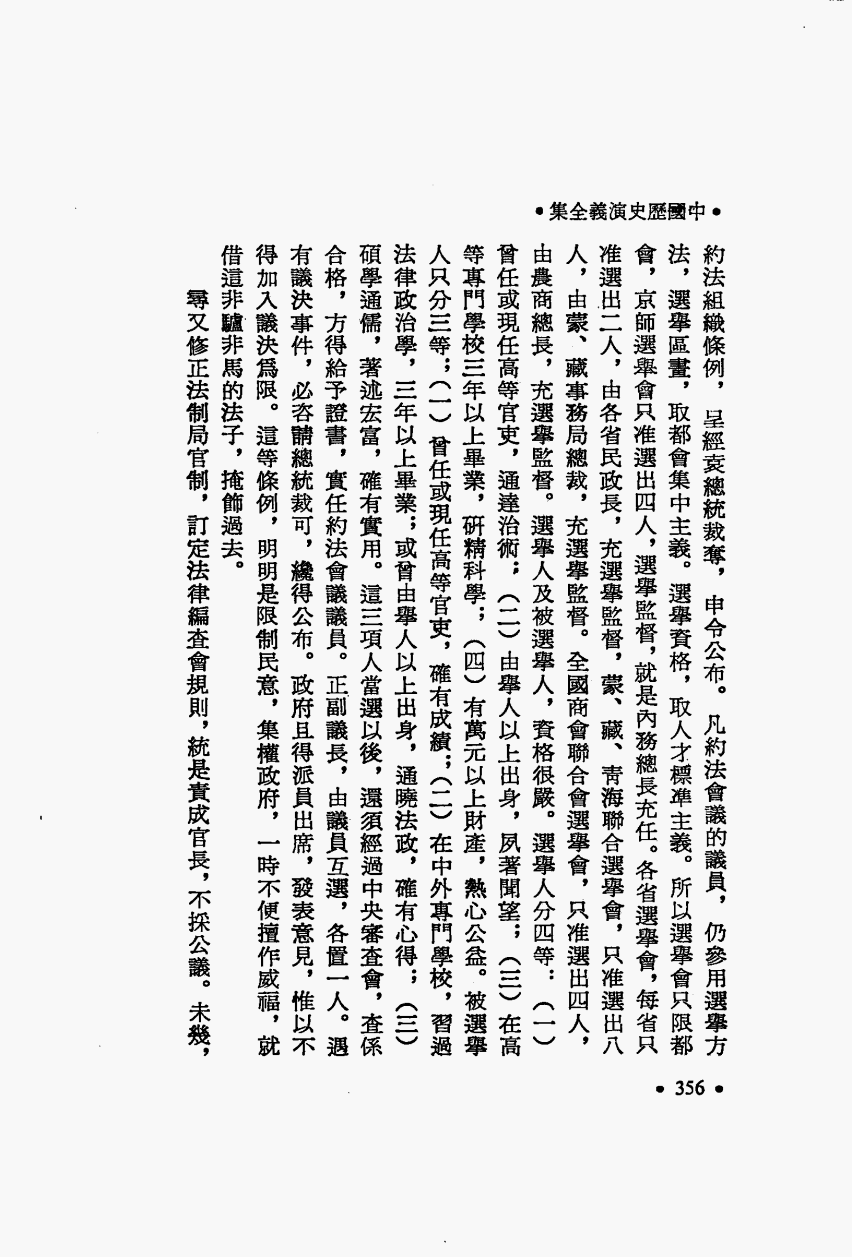 •中國歷史演義全集•
約法組織條例，呈經袁總統裁奪，申令公布。凡約法會議的議員，仍參用選舉方
法，選舉區畫，取都會集中主義。選舉資格，取人才標準主義。所以選舉會只限都
會，京師選舉會只准選出四人，選舉監督，就是內務總長充任。各省選舉會，每省只
准選出二人，由各省民政長，充選舉監督，蒙、藏、青海聯合選舉會，只准選出八
人，由蒙、藏事務局總裁，充選舉監督。全國商會聯合會選舉會，只准選出四人，
由農商總長，充選舉監督。選舉人及被選舉人，資格很嚴。選舉人分四等：（一）
曾任或現任高等官吏，通達治術；（二）由舉人以上出身，夙著聞望；（三）在高
等專門學校三年以上畢業，研精科學；（四）有萬元以上財產，熱心公益。被選舉
人只分三等；（一）曾任或現任高等官吏，確有成績；（二）在中外專門學校，習過
法律政治學，三年以上畢業；或曾由舉人以上出身，通曉法政，確有心得；（三）
碩學通儒，著述宏富，確有實用。這三項人當選以後，還須經過中央審查會，查係
合格，方得給予證書，實任約法會議議員。正副議長，由議員互選，各置一人。遇
有議決事件，必咨請總統裁可，纔得公布。政府且得派員出席，發表意見，惟以不
得加入議決爲限。這等條例，明明是限制民意，集權政府，一時不便擅作威福，就
借這非驢非馬的法子，掩飾過去。
尋又修正法制局官制，訂定法律編查會規則，統是責成官長，不採公議。未幾，
•356•